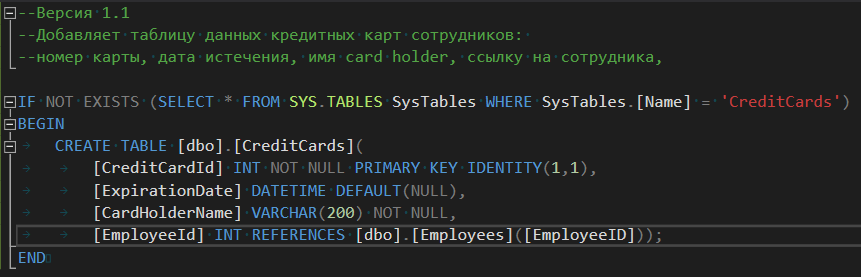 --Версия 1.1
--Добавляет таблицу данных кредитных карт сотрудников:
--номер карты, дата истечения, имя card holder, ссылку на сотрудника,
IF NOT EXISTS (SELECT * FROM SYS.TABLES SysTables WHERE SysTables.[Name] = 'CreditCards')
BEGIN
CREATE TABLE [dbo].[CreditCards](
[CreditCardId] INT NOT NULL PRIMARY KEY IDENTITY(1,1),
[ExpirationDate] DATETIME DEFAULT(NULL),
[CardHolderName] VARCHAR(200) NOT NULL,
[EmployeeId] INT REFERENCES [dbo].[Employees]([EmployeeID]));
END